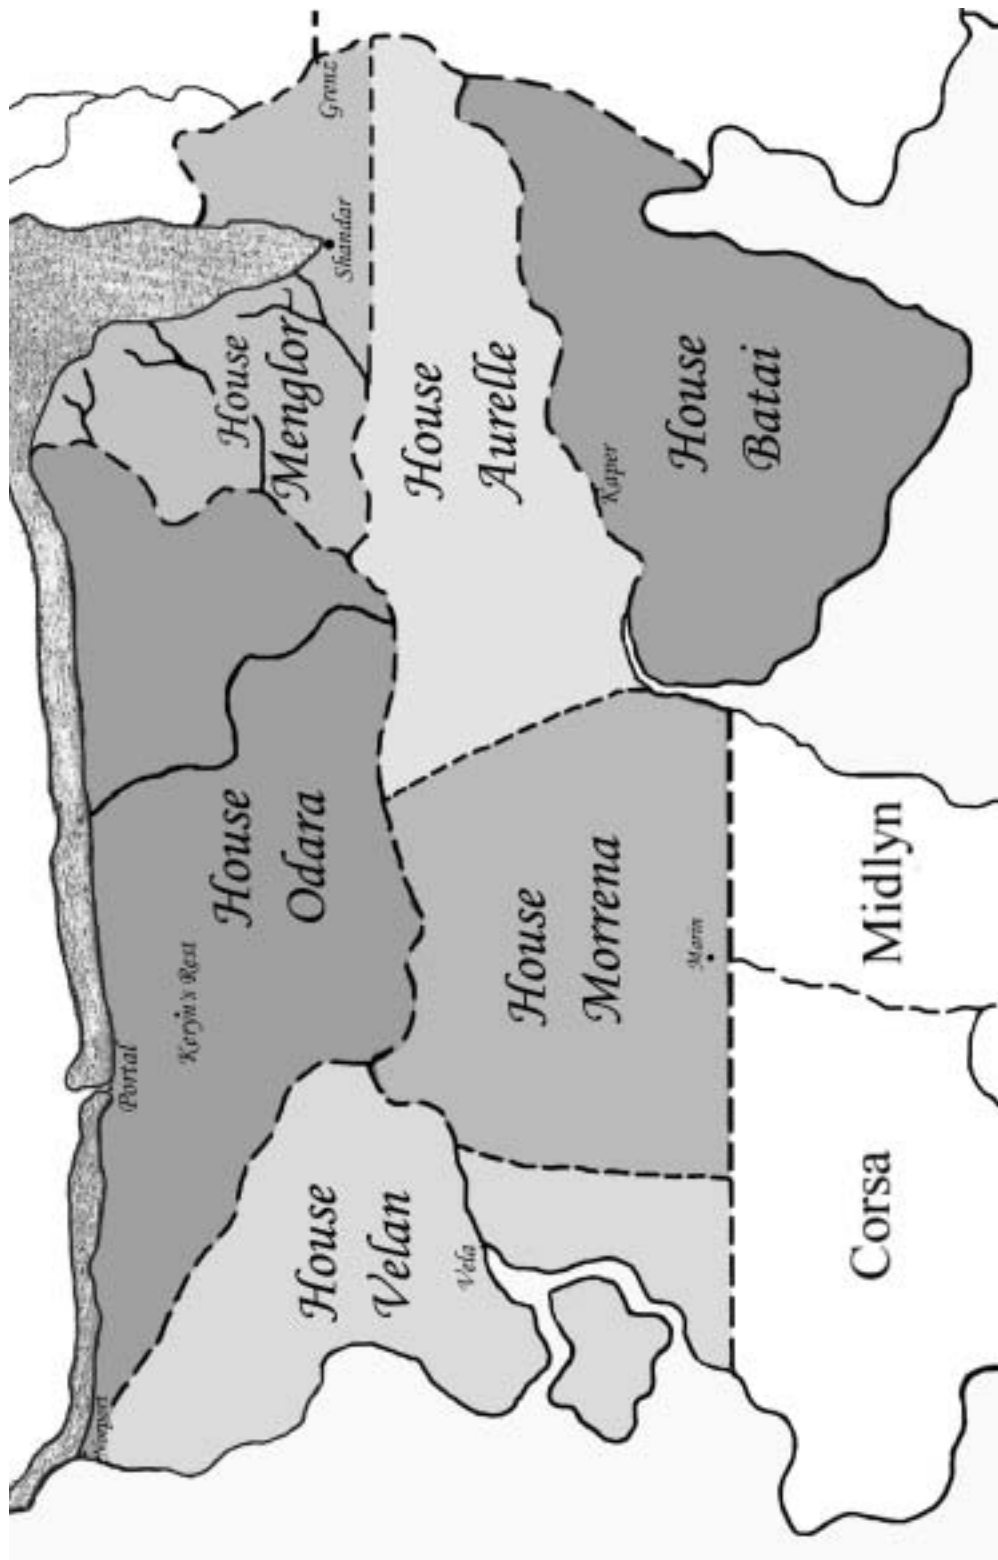 Portal
Keryn's Rest
House
Odara
House
Menglor
House
Velan
Grenz
Shandar
House
Aurelle
Vela
House
Morrena
Kaper
House
Batai
Marin
Corsa
Midlyn